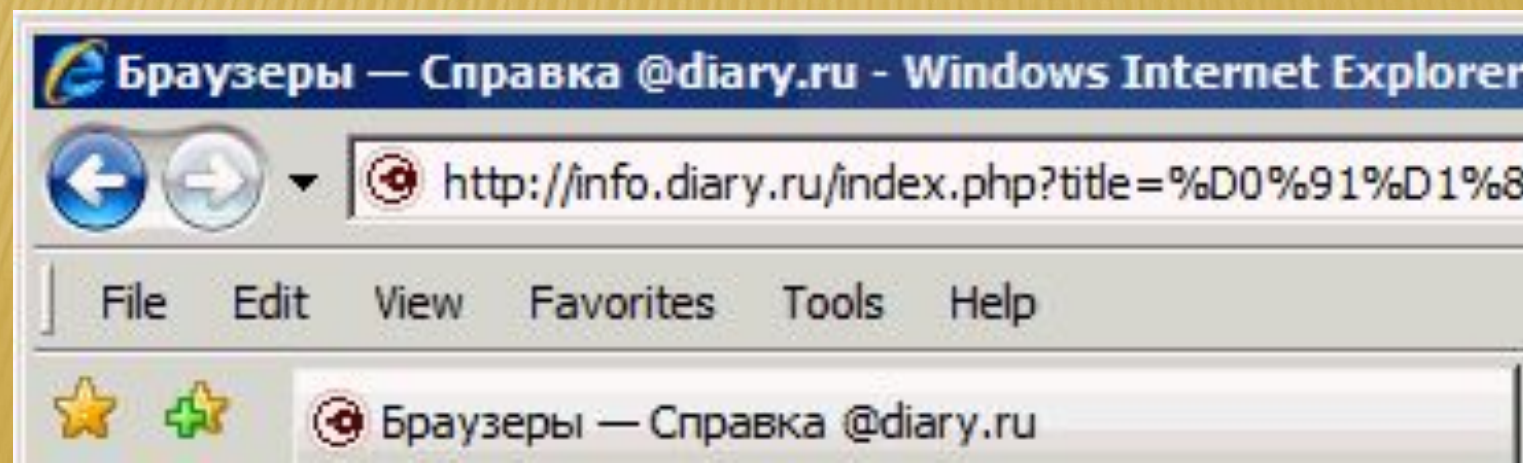 Браузеры — Справка @diary.ru - Windows Internet Explorer
http://info.diary.ru/index.php?title=%D0%91%D1%8
File Edit View Favorites Tools Help
Браузеры — Справка @diary.ru